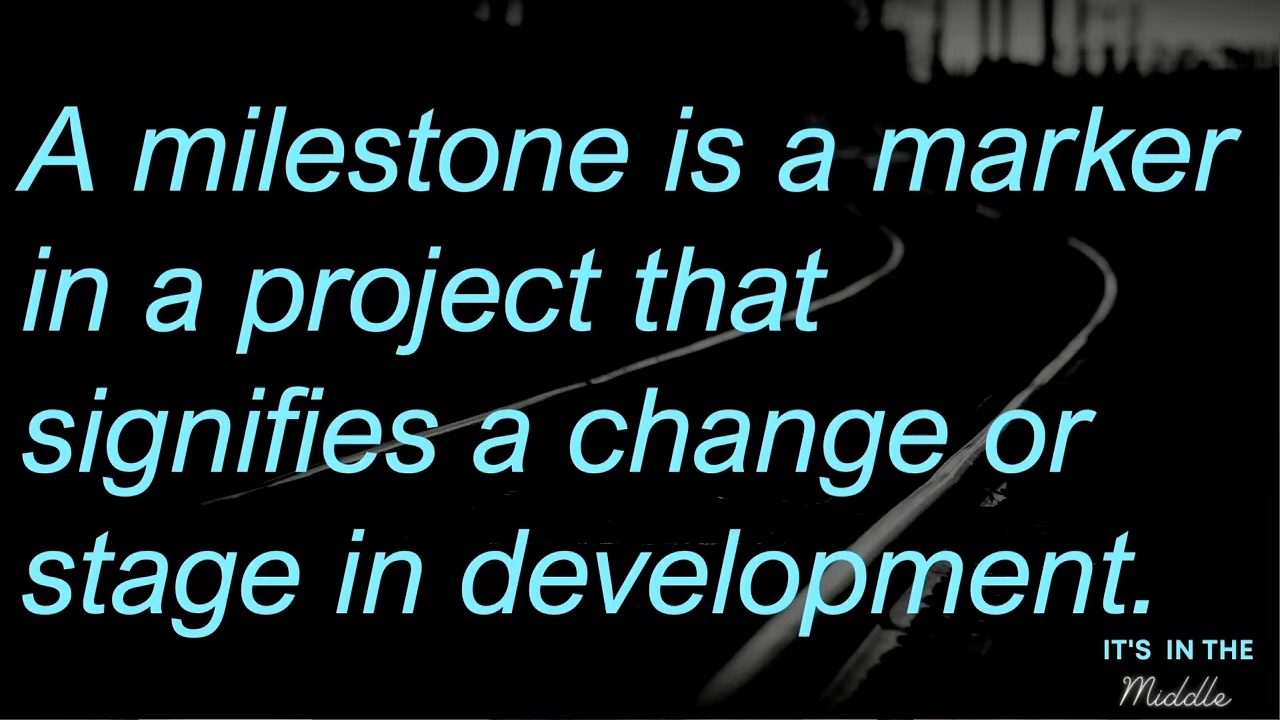 A milestone is a marker
in a project that
signifies a change or
stage in development.
IT'S IN THE
Middle